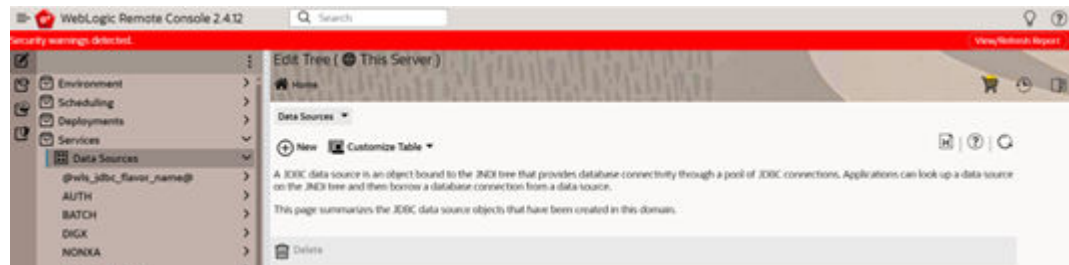 WebLogic Remote Console 2.4.12
Search
Security warnings detected.
View/Refresh Report
Edit Tree ( This Server )
Home
Environment
Scheduling
Deployments
Services
Data Sources
@wls_jdbc_flavor_name@
AUTH
BATCH
DIGX
NONXA
Data Sources
New
Customize Table
A JDBC data source is an object bound to the JNDI tree that provides database connectivity through a pool of JDBC connections. Applications can look up a data source
on the JNDI tree and then borrow a database connection from a data source.
This page summarizes the JDBC data source objects that have been created in this domain.
Delete